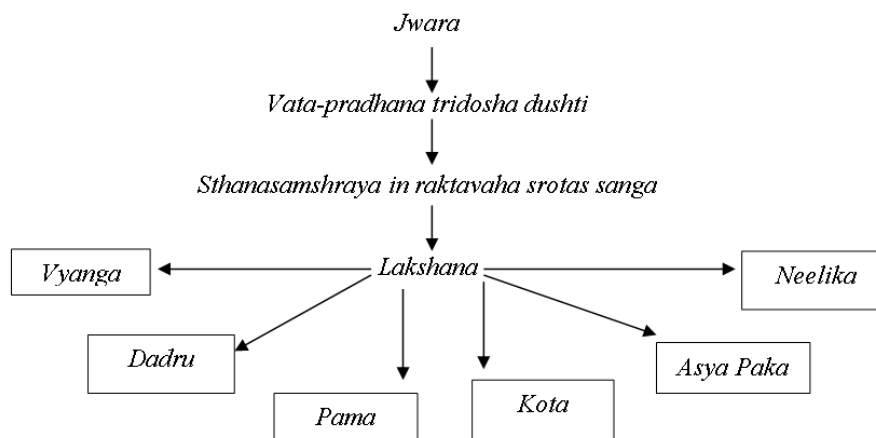 Jwara
Vata-pradhana tridosha dushti
Sthanasamshraya in raktavaha srotas sanga
Lakshana
Vyanga
Neelika
Dadru
Asya Paka
Pama
Kota